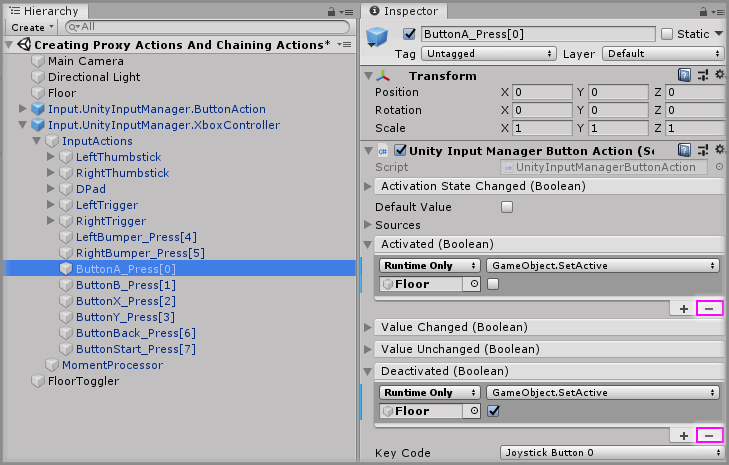 Hierarchy
Create
All
Creating Proxy Actions And Chaining Actions*
Main Camera
Directional Light
Floor
Input.UnityInputManager.ButtonAction
Input.UnityInputManager.XboxController
InputActions
LeftThumbstick
RightThumbstick
DPad
LeftTrigger
RightTrigger
LeftBumper_Press[4]
RightBumper_Press[5]
ButtonA_Press[0]
ButtonB_Press[1]
ButtonX_Press[2]
ButtonY_Press[3]
ButtonBack_Press[6]
ButtonStart_Press[7]
MomentProcessor
FloorToggler
Inspector
ButtonA_Press[0] Static
Tag Untagged Layer Default
Transform
Position X 0 Y 0 Z 0
Rotation X 0 Y 0 Z 0
Scale X 1 Y 1 Z 1
Unity Input Manager Button Action (Sc
Script UnityInputManagerButtonAction
Activation State Changed (Boolean)
Default Value
Sources
Activated (Boolean)
Runtime Only GameObject.SetActive
Floor
+ −
Value Changed (Boolean)
Value Unchanged (Boolean)
Deactivated (Boolean)
Runtime Only GameObject.SetActive
Floor
+ −
Key Code Joystick Button 0